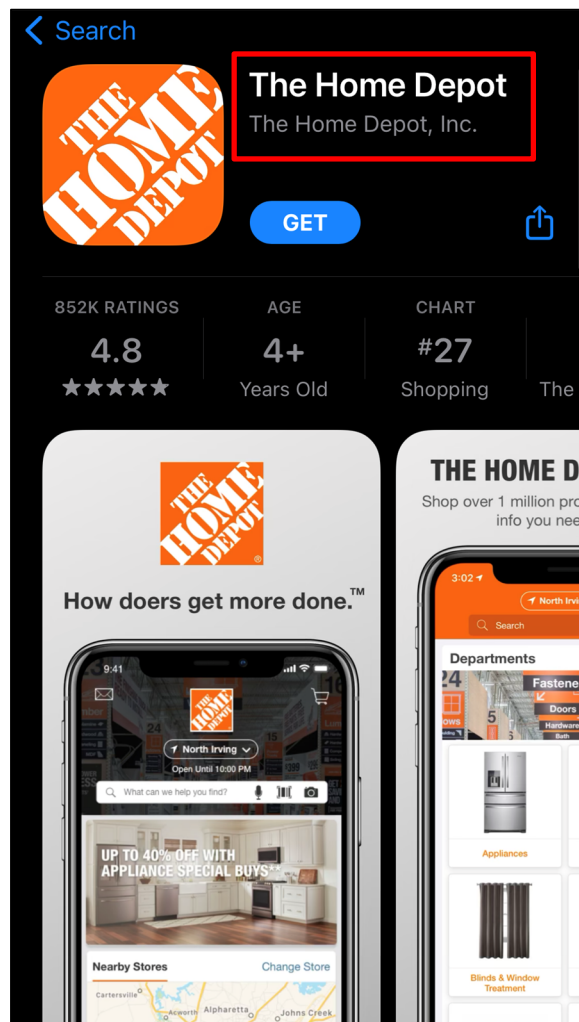 Search
THE
HOME
DEPOT
The Home Depot
The Home Depot, Inc.
GET
852K RATINGS
4.8
AGE
4+
Years Old
CHART
#27
Shopping
The
THE
HOME
DEPOT
How doers get more done.™
9:41
THE
HOME
DEPOT
24
North Irving
Open Until 10:00 PM
What can we help you find?
UP TO 40% OFF WITH
APPLIANCE SPECIAL BUYS**
Nearby Stores
Change Store
Cartersville
Acworth
Alpharetta
Johns Creek
THE HOME D
Shop over 1 million pro
info you nee
3:02
North Irvi
Search
Departments
24
Fastene
Doors
Hardware
Bath
5
Appliances
Blinds & Window
Treatment